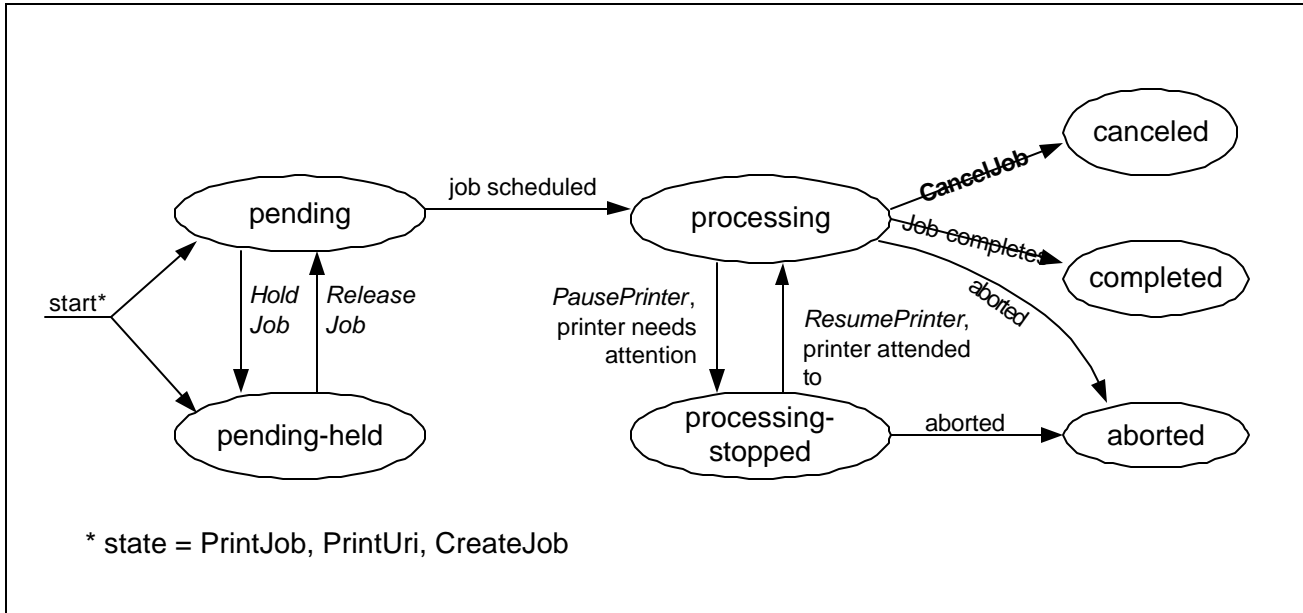 canceled
CancelJob
job scheduled
pending
processing
Job completes
completed
start*
Hold
Job
Release
Job
PausePrinter,
printer needs
attention
ResumePrinter,
printer attended
to
aborted
pending-held
processing-
stopped
aborted
aborted
* state = PrintJob, PrintUri, CreateJob